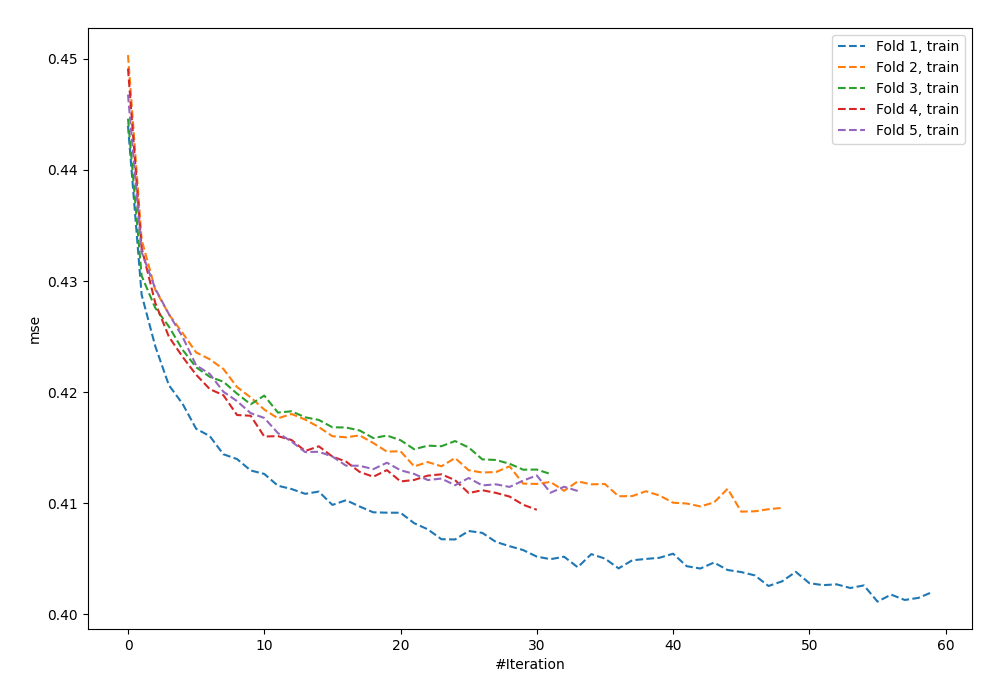 0.45
0.44
0.43
0.42
0.41
0.40
mse
0
10
20
30
40
50
60
#Iteration
Fold 1, train
Fold 2, train
Fold 3, train
Fold 4, train
Fold 5, train